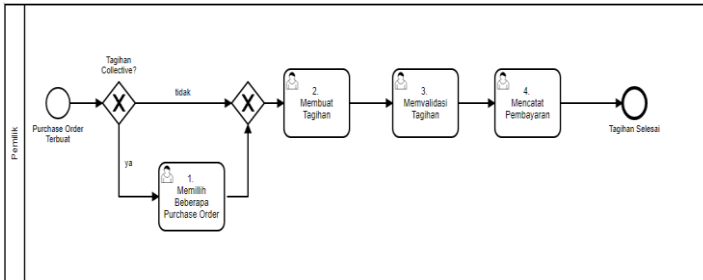 Pemilik
Purchase Order
Terbuat
Tagihan
Collective?
tidak
ya
1.
Memillih
Beberapa
Purchase Order
2.
Membuat
Tagihan
3.
Memvalidasi
Tagihan
4.
Mencatat
Pembayaran
Tagihan Selesai